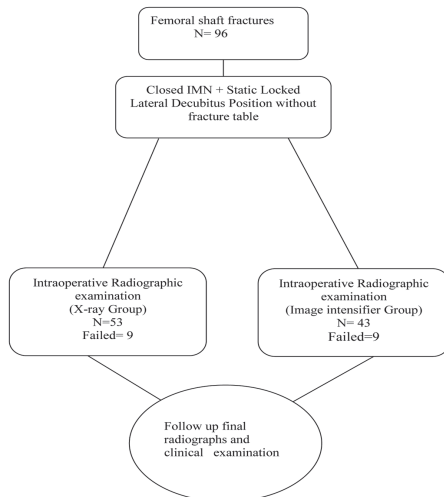 Femoral shaft fractures
N= 96
Closed IMN + Static Locked
Lateral Decubitus Position without
fracture table
Intraoperative Radiographic
examination
(X-ray Group)
N=53
Failed= 9
Intraoperative Radiographic
examination
(Image intensifier Group)
N= 43
Failed=9
Follow up final
radiographs and
clinical examination